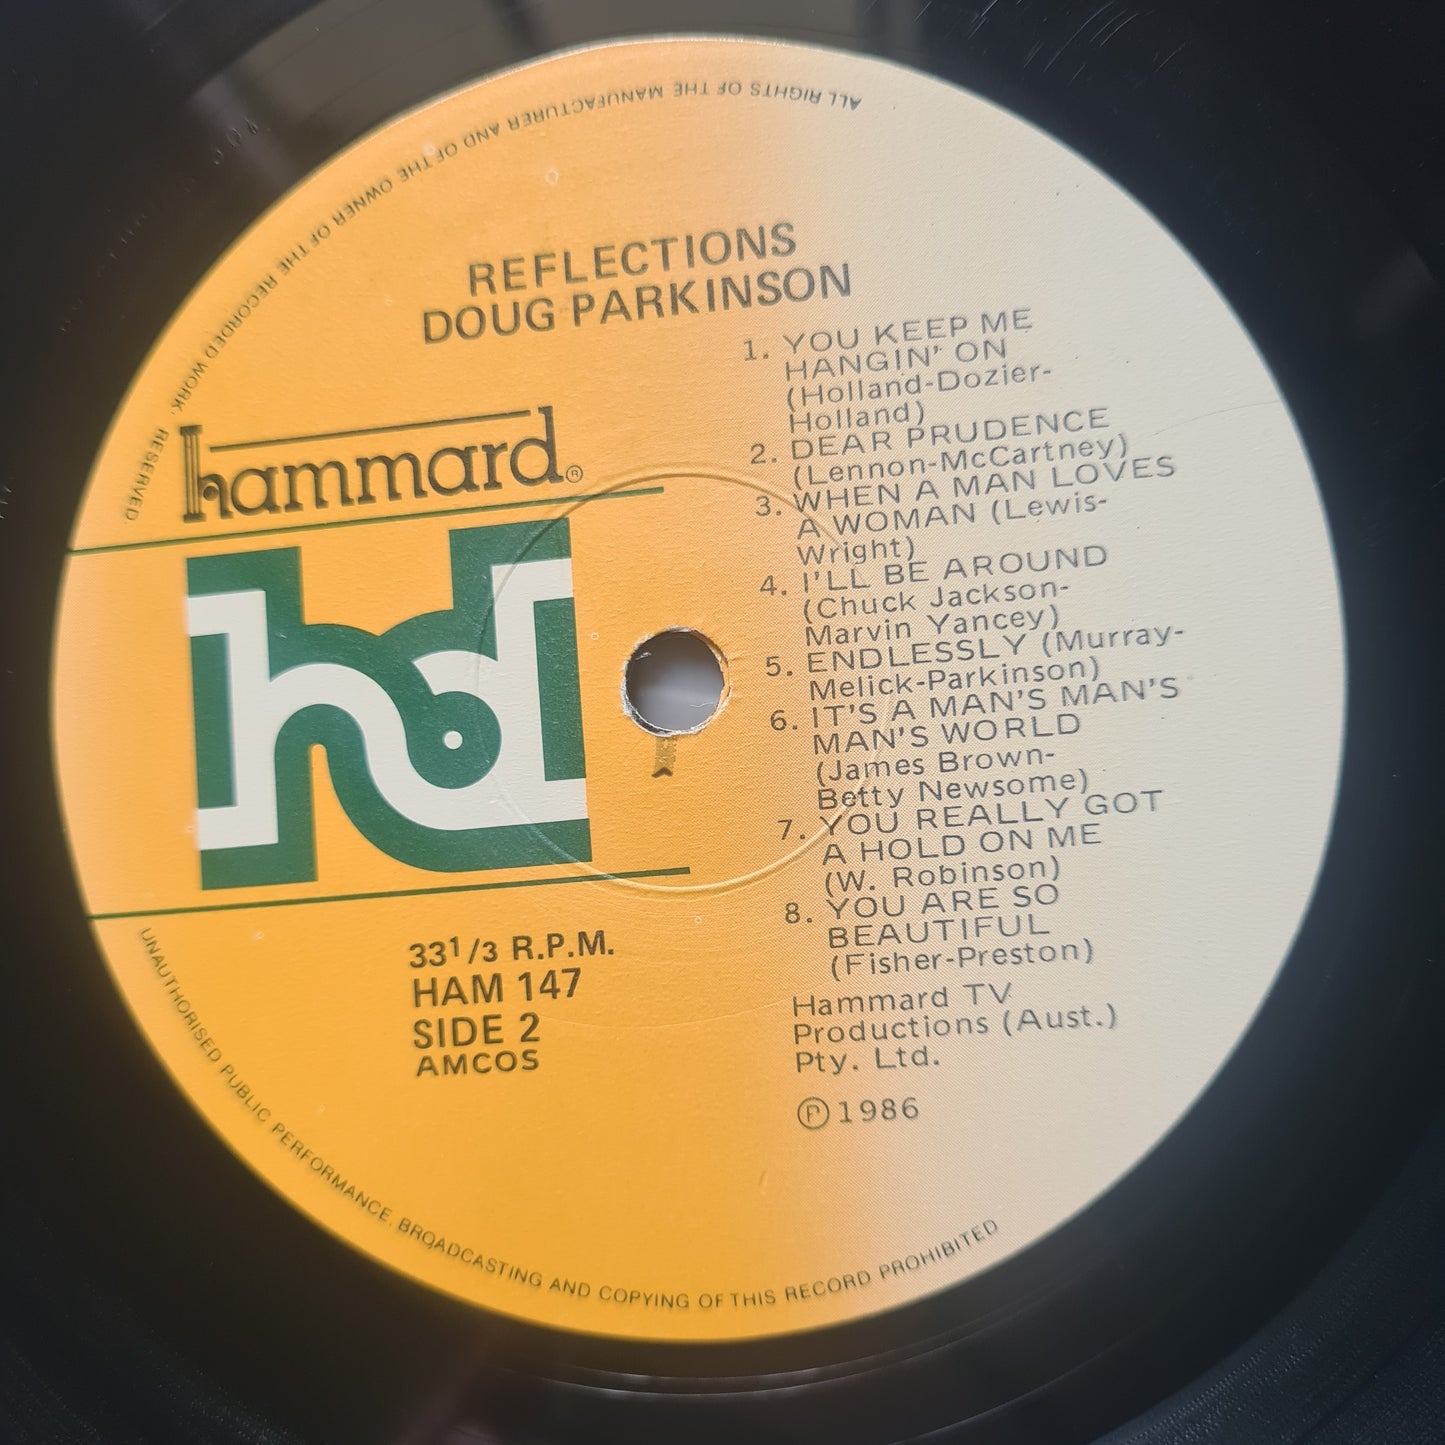 ALL RIGHTS OF THE MANUFACTURER AND OF THE OWNER OF THE RECORDED WORK. RESERVED
REFLECTIONS
DOUG PARKINSON
hammard®
hd
1. YOU KEEP ME
HANGIN' ON
(Holland-Dozier-
Holland)
2. DEAR PRUDENCE
(Lennon-McCartney)
3. WHEN A MAN LOVES
A WOMAN (Lewis-
Wright)
4. I'LL BE AROUND
(Chuck Jackson-
Marvin Yancey)
5. ENDLESSLY (Murray-
Melick-Parkinson)
6. IT'S A MAN'S MAN'S
MAN'S WORLD
(James Brown-
Betty Newsome)
7. YOU REALLY GOT
A HOLD ON ME
(W. Robinson)
8. YOU ARE SO
BEAUTIFUL
(Fisher-Preston)
Hammard TV
Productions (Aust.)
Pty. Ltd.
℗1986
33 1/3 R.P.M.
HAM 147
SIDE 2
AMCOS
UNAUTHORISED PUBLIC PERFORMANCE, BROADCASTING AND COPYING OF THIS RECORD PROHIBITED